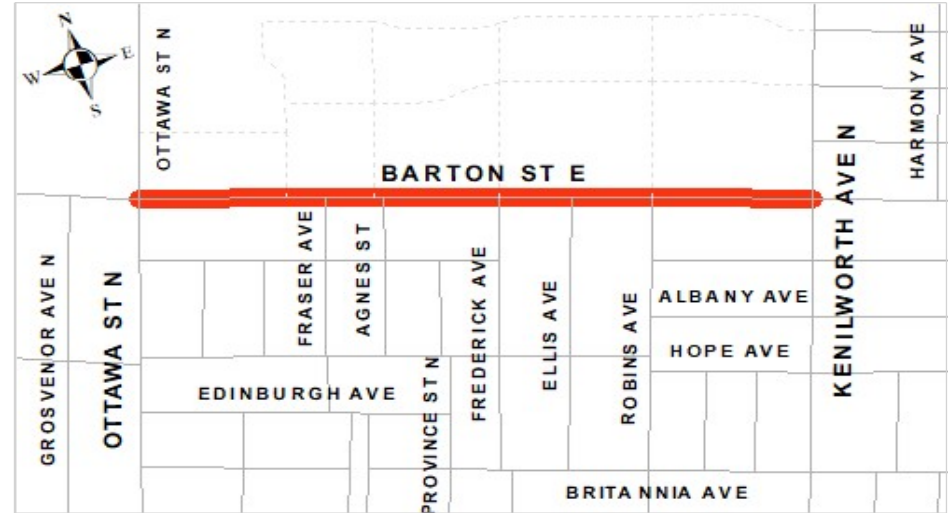 N
E
W
S
OTTAWA ST N
HARMONY AVE
BARTON ST E
KENILWORTH AVE N
FRASER AVE
AGNES ST
GROSVENOR AVE N
OTTAWA ST N
FREDERICK AVE
ELLIS AVE
ROBINS AVE
ALBANY AVE
HOPE AVE
EDINBURGH AVE
PROVINCE ST N
BRITANNIA AVE